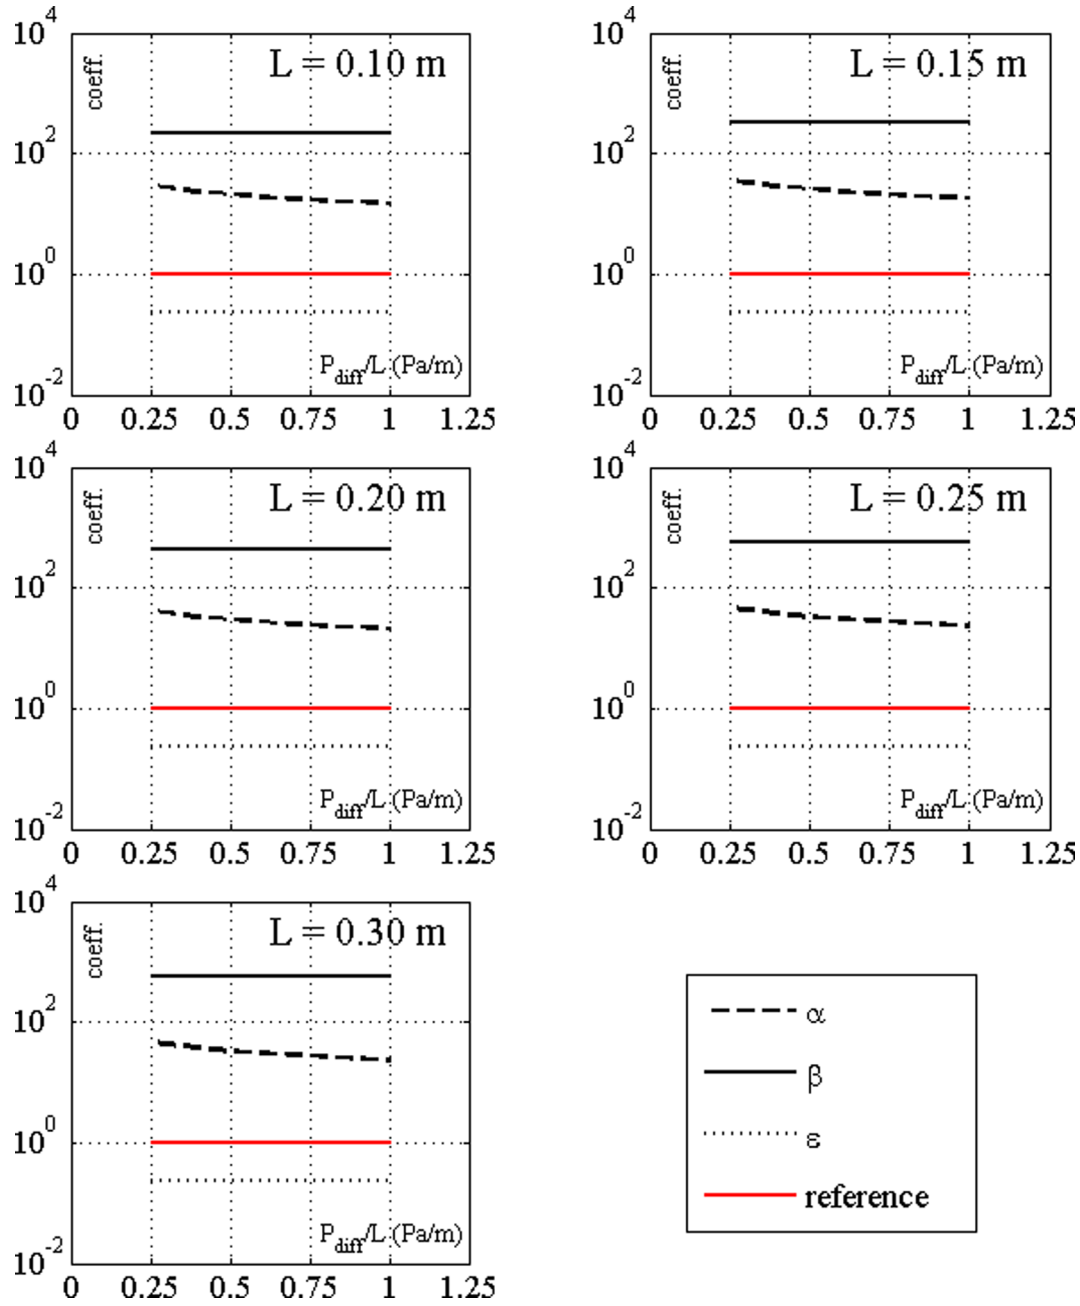 10^4
coeff.
L = 0.10 m
10^2
10^0
P_diff/L (Pa/m)
10^-2
0 0.25 0.5 0.75 1 1.25
10^4
coeff.
L = 0.15 m
10^2
10^0
P_diff/L (Pa/m)
10^-2
0 0.25 0.5 0.75 1 1.25
10^4
coeff.
L = 0.20 m
10^2
10^0
P_diff/L (Pa/m)
10^-2
0 0.25 0.5 0.75 1 1.25
10^4
coeff.
L = 0.25 m
10^2
10^0
P_diff/L (Pa/m)
10^-2
0 0.25 0.5 0.75 1 1.25
10^4
coeff.
L = 0.30 m
10^2
10^0
P_diff/L (Pa/m)
10^-2
0 0.25 0.5 0.75 1 1.25
α
β
ε
reference